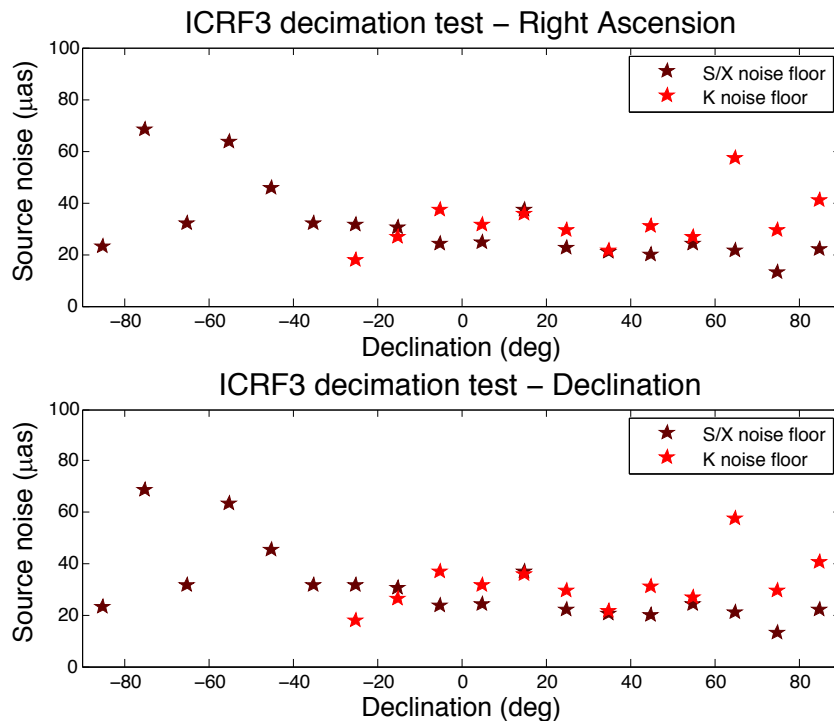 ICRF3 decimation test – Right Ascension
100
80
60
40
20
0
Source noise (μas)
S/X noise floor
K noise floor
−80 −60 −40 −20 0 20 40 60 80
Declination (deg)
ICRF3 decimation test – Declination
100
80
60
40
20
0
Source noise (μas)
S/X noise floor
K noise floor
−80 −60 −40 −20 0 20 40 60 80
Declination (deg)